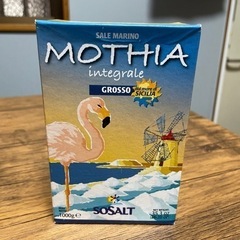 SALE MARINO
MOTHIA
integrale
GROSSO
SICILIA
SOSALT
1000g